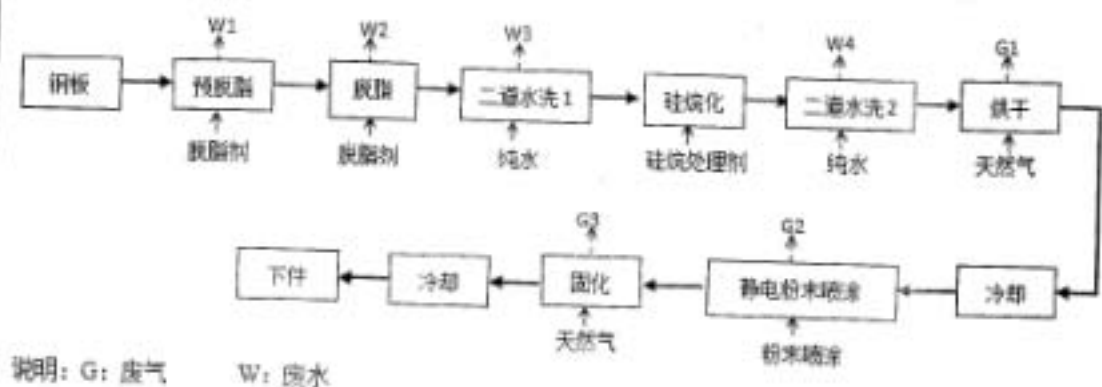 W1 W2 W3 W4 G1
钢板 预脱脂 脱脂 二道水洗1 硅烷化 二道水洗2 烘干
脱脂剂 脱脂剂 纯水 硅烷处理剂 纯水 天然气
G3 G2
下件 冷却 固化 静电粉末喷涂 冷却
天然气 粉末喷涂
说明：G：废气 W：废水